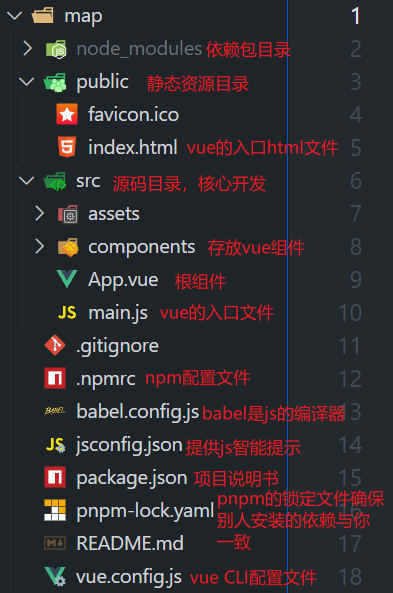 map 1
node_modules 依赖包目录 2
public 静态资源目录 3
favicon.ico 4
index.html vue的入口html文件 5
src 源码目录，核心开发 6
assets 7
components 存放vue组件 8
App.vue 根组件 9
JS main.js vue的入口文件 10
.gitignore 11
.npmrc npm配置文件 12
BABEL babel.config.js babel是js的编译器 13
JS jsconfig.json 提供js智能提示 14
package.json 项目说明书 15
pnpm-lock.yaml pnpm的锁定文件确保 16
别人安装的依赖与你
README.md 一致 17
vue.config.js vue CLI配置文件 18